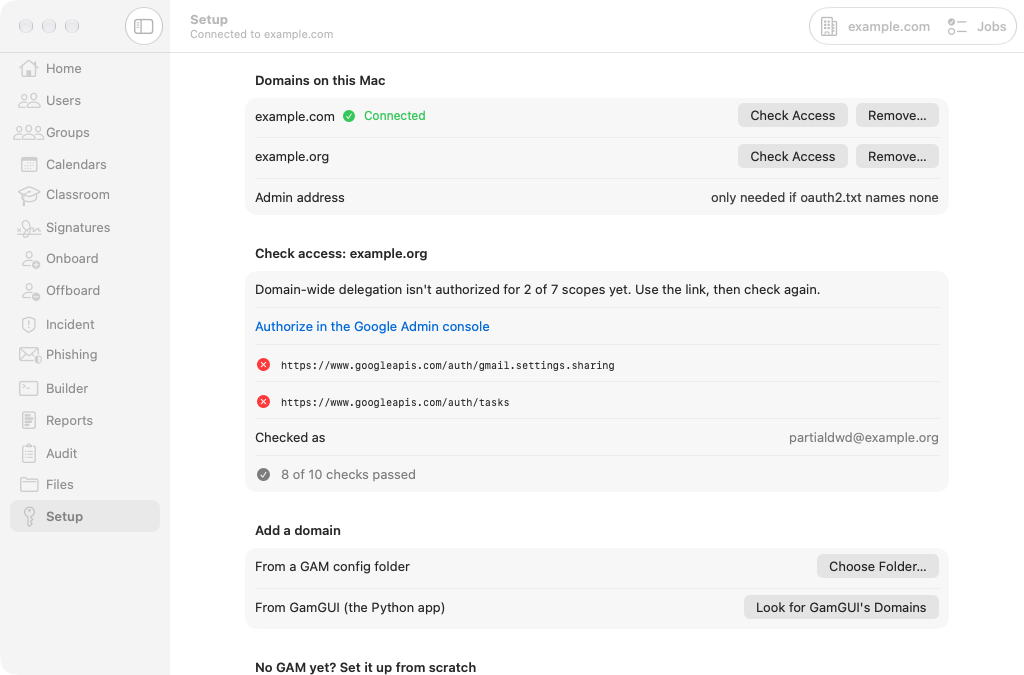 Setup
Connected to example.com
example.com
Jobs
Home
Users
Groups
Calendars
Classroom
Signatures
Onboard
Offboard
Incident
Phishing
Builder
Reports
Audit
Files
Setup
Domains on this Mac
example.com Connected Check Access Remove...
example.org Check Access Remove...
Admin address only needed if oauth2.txt names none
Check access: example.org
Domain-wide delegation isn't authorized for 2 of 7 scopes yet. Use the link, then check again.
Authorize in the Google Admin console
https://www.googleapis.com/auth/gmail.settings.sharing
https://www.googleapis.com/auth/tasks
Checked as partialdwd@example.org
8 of 10 checks passed
Add a domain
From a GAM config folder Choose Folder...
From GamGUI (the Python app) Look for GamGUI's Domains
No GAM yet? Set it up from scratch